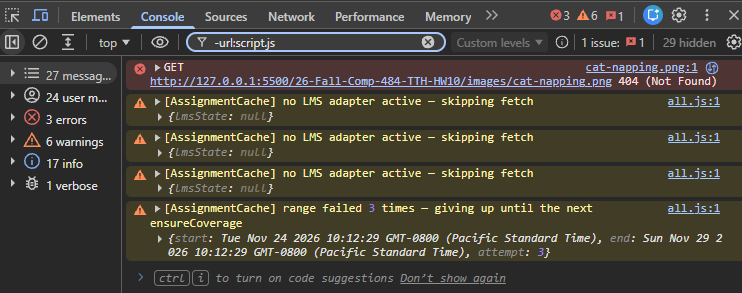 Elements Console Sources Network Performance Memory 3 6 1
top -url:script.js Custom levels 1 issue: 1 29 hidden
27 messag...
24 user m...
3 errors
6 warnings
17 info
1 verbose
GET cat-napping.png:1
http://127.0.0.1:5500/26-Fall-Comp-484-TTH-HW10/images/cat-napping.png 404 (Not Found)
[AssignmentCache] no LMS adapter active — skipping fetch all.js:1
{lmsState: null}
[AssignmentCache] no LMS adapter active — skipping fetch all.js:1
{lmsState: null}
[AssignmentCache] no LMS adapter active — skipping fetch all.js:1
{lmsState: null}
[AssignmentCache] range failed 3 times — giving up until the next all.js:1
ensureCoverage
{start: Tue Nov 24 2026 10:12:29 GMT-0800 (Pacific Standard Time), end: Sun Nov 29 2
026 10:12:29 GMT-0800 (Pacific Standard Time), attempt: 3}
ctrl i to turn on code suggestions Don't show again